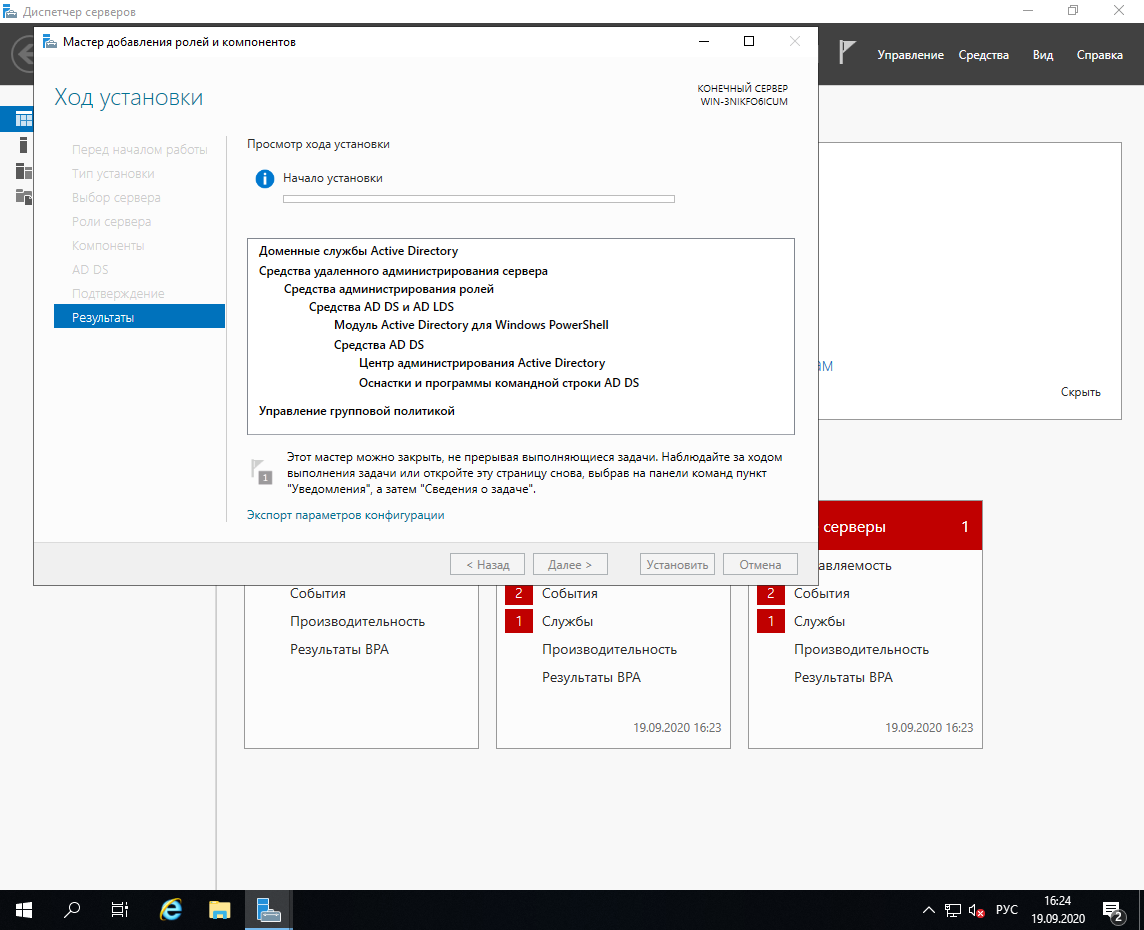 Диспетчер серверов
Мастер добавления ролей и компонентов
Управление Средства Вид Справка
Ход установки
КОНЕЧНЫЙ СЕРВЕР
WIN-3NIKFO6ICUM
Перед началом работы
Тип установки
Выбор сервера
Роли сервера
Компоненты
AD DS
Подтверждение
Результаты
Просмотр хода установки
Начало установки
Доменные службы Active Directory
Средства удаленного администрирования сервера
Средства администрирования ролей
Средства AD DS и AD LDS
Модуль Active Directory для Windows PowerShell
Средства AD DS
Центр администрирования Active Directory
Оснастки и программы командной строки AD DS
Управление групповой политикой
1
Этот мастер можно закрыть, не прерывая выполняющиеся задачи. Наблюдайте за ходом
выполнения задачи или откройте эту страницу снова, выбрав на панели команд пункт
"Уведомления", а затем "Сведения о задаче".
Экспорт параметров конфигурации
< Назад Далее > Установить Отмена
Скрыть
серверы 1
авляемость
События
Производительность
Результаты BPA
2 События
1 Службы
Производительность
Результаты BPA
19.09.2020 16:23
2 События
1 Службы
Производительность
Результаты BPA
19.09.2020 16:23
РУС
16:24
19.09.2020
2